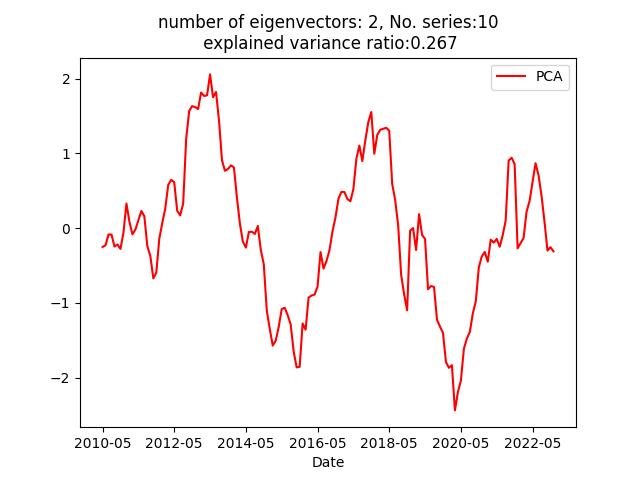 number of eigenvectors: 2, No. series:10
explained variance ratio:0.267
PCA
2
1
0
−1
−2
2010-05 2012-05 2014-05 2016-05 2018-05 2020-05 2022-05
Date